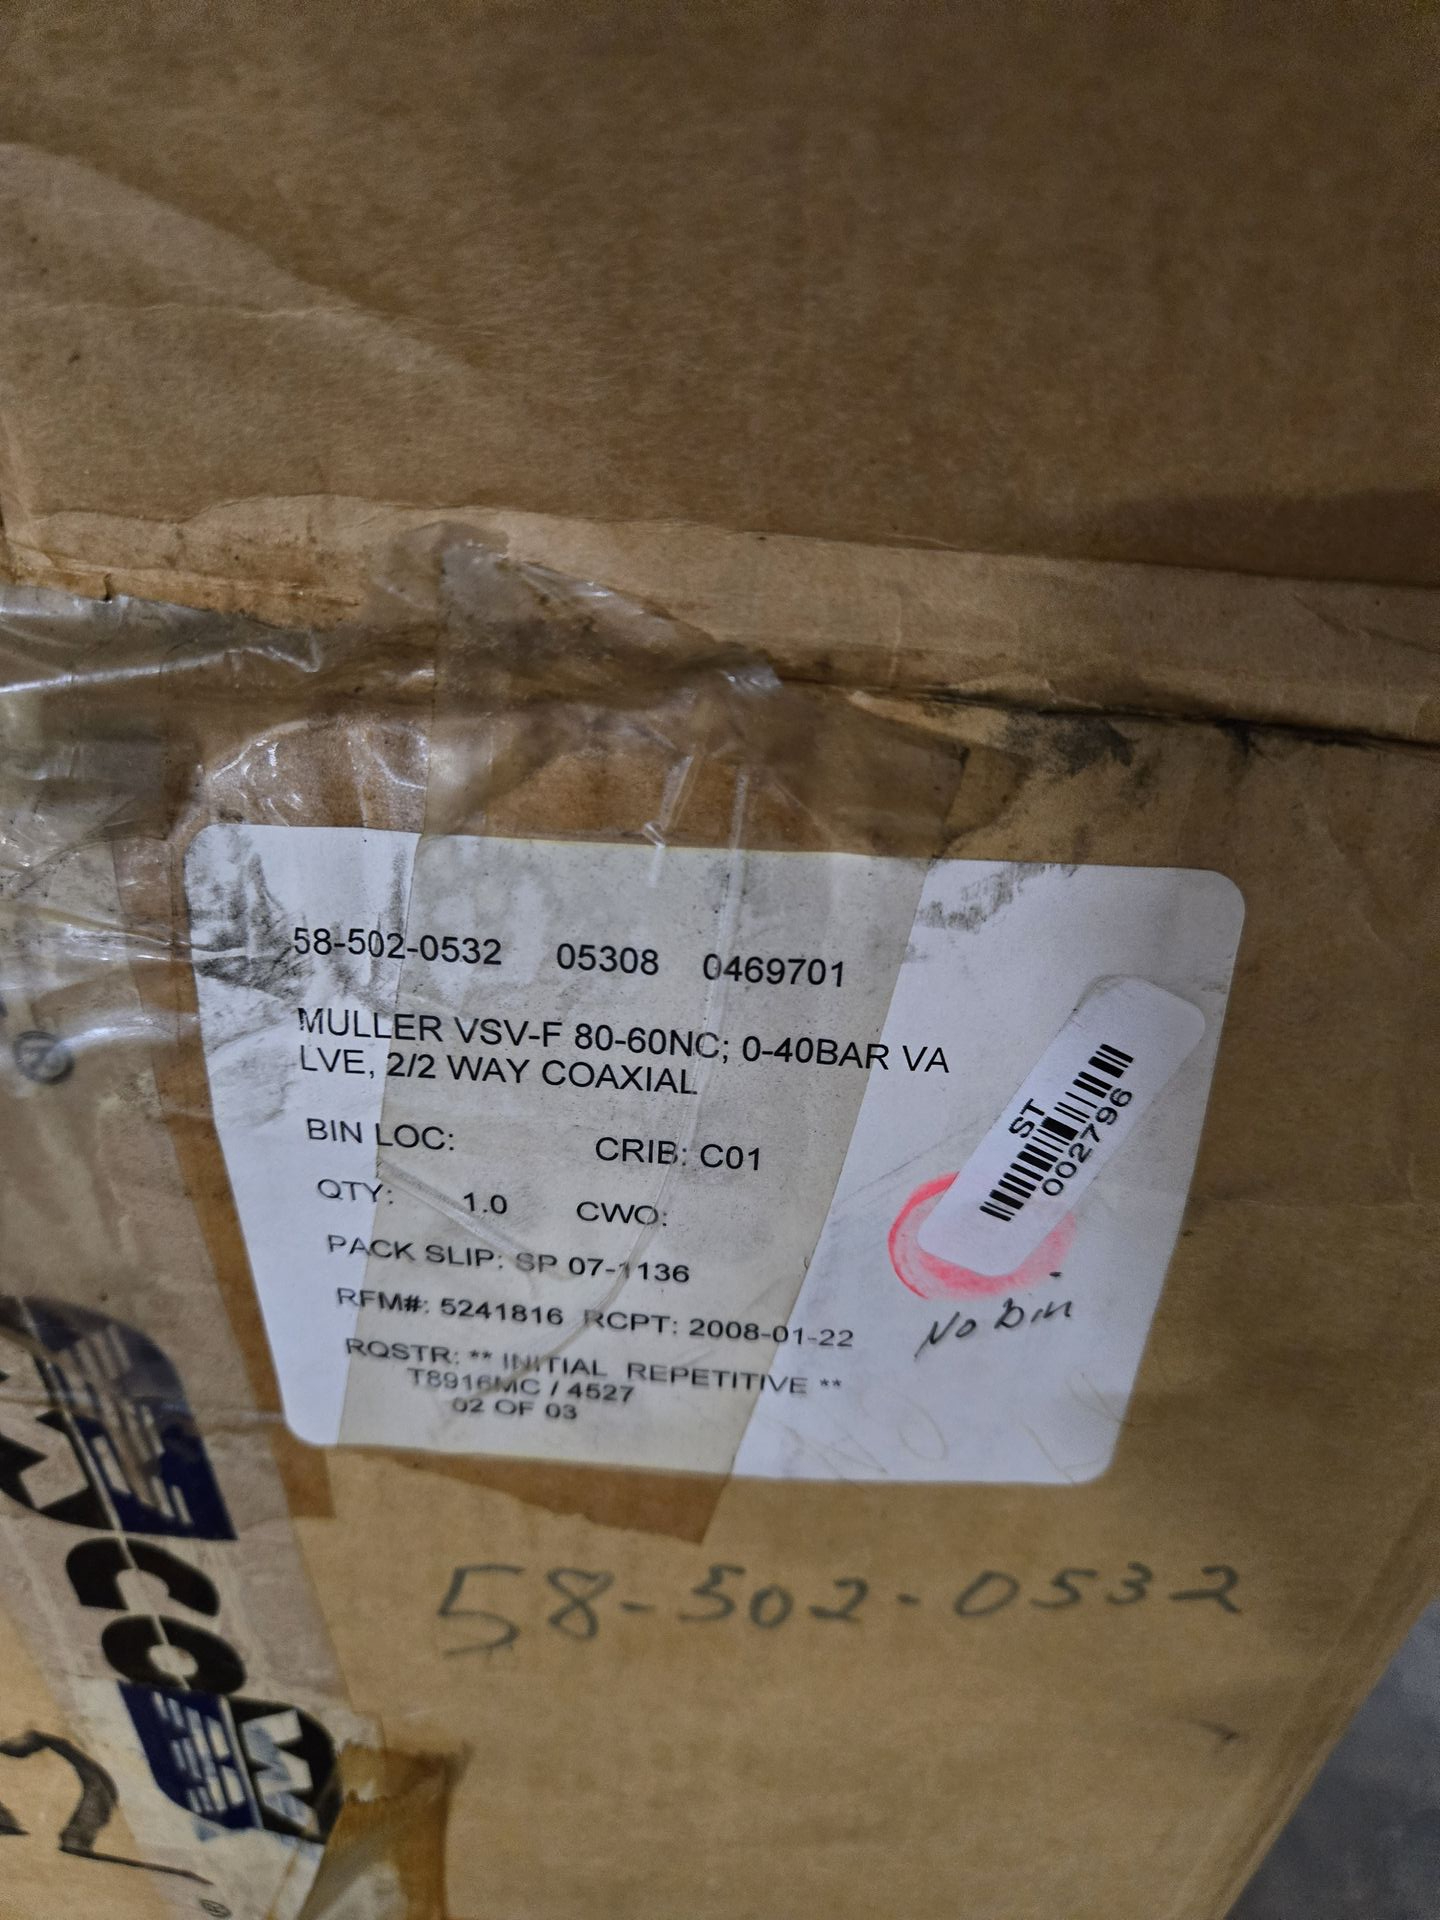 58-502-0532 05308 0469701
MULLER VSV-F 80-60NC; 0-40BAR VA
LVE, 2/2 WAY COAXIAL
BIN LOC: CRIB: C01
QTY: 1.0 CWO:
PACK SLIP: SP 07-1136
RFM#: 5241816 RCPT: 2008-01-22
RQSTR: ** INITIAL REPETITIVE **
T8916MC / 4527
02 OF 03
ST
002796
No Bin
58-502-0532